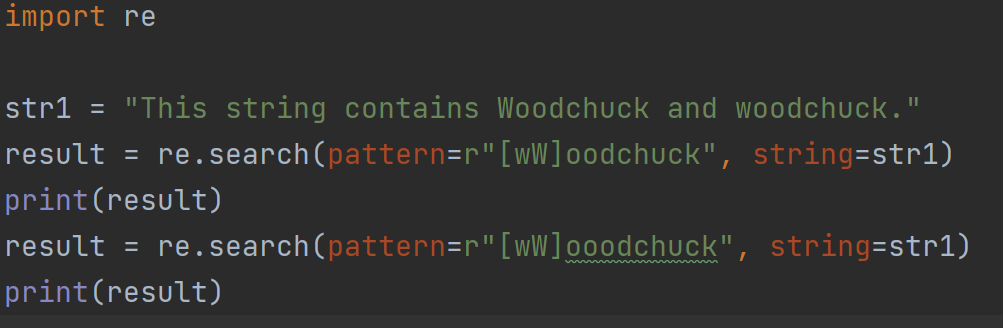 import re
str1 = "This string contains Woodchuck and woodchuck."
result = re.search(pattern=r"[wW]oodchuck", string=str1)
print(result)
result = re.search(pattern=r"[wW]ooodchuck", string=str1)
print(result)